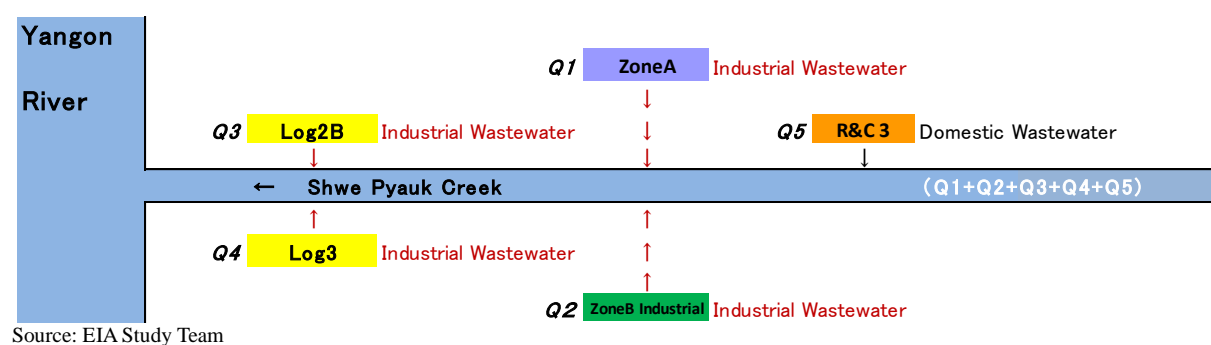 Yangon
River
Q1 ZoneA Industrial Wastewater
↓
Q3 Log2B Industrial Wastewater ↓ Q5 R&C 3 Domestic Wastewater
↓ ↓ ↓
← Shwe Pyauk Creek (Q1+Q2+Q3+Q4+Q5)
↑ ↑
Q4 Log3 Industrial Wastewater ↑
↑
Q2 ZoneB Industrial Industrial Wastewater
Source: EIA Study Team